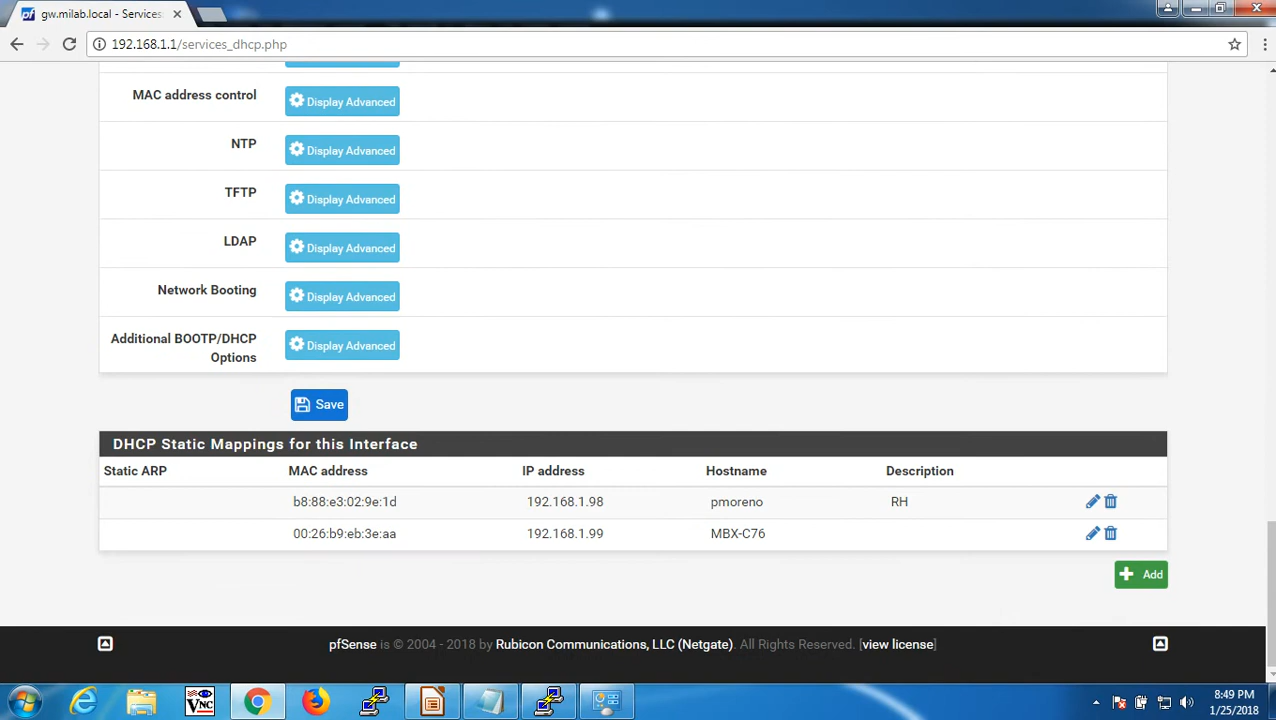 gw.milab.local - Services
192.168.1.1/services_dhcp.php
MAC address control Display Advanced
NTP Display Advanced
TFTP Display Advanced
LDAP Display Advanced
Network Booting Display Advanced
Additional BOOTP/DHCP
Options Display Advanced
Save
DHCP Static Mappings for this Interface
Static ARP MAC address IP address Hostname Description
b8:88:e3:02:9e:1d 192.168.1.98 pmoreno RH
00:26:b9:eb:3e:aa 192.168.1.99 MBX-C76
Add
pfSense is © 2004 - 2018 by Rubicon Communications, LLC (Netgate). All Rights Reserved. [view license]
VNC
8:49 PM
1/25/2018